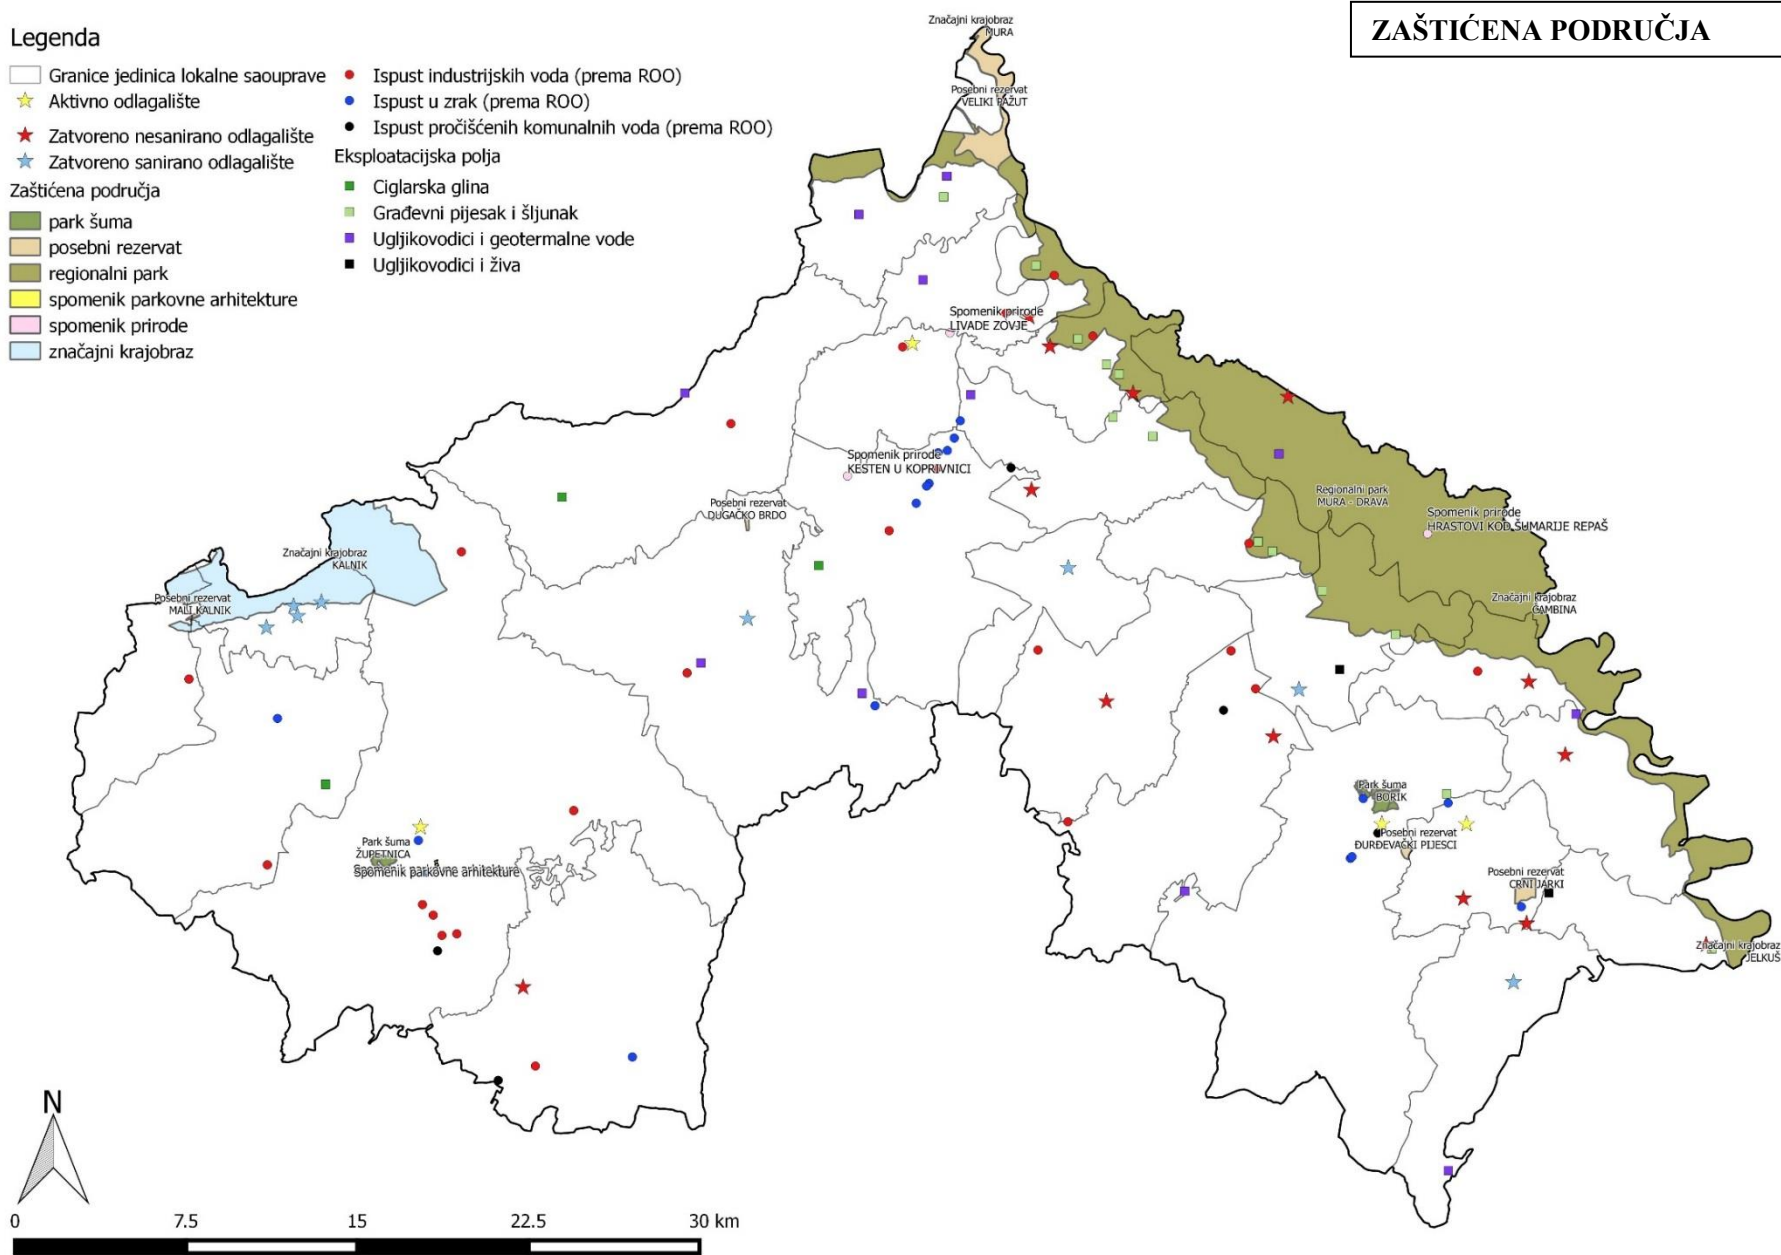 ZAŠTIĆENA PODRUČJA
Legenda
Granice jedinica lokalne saouprave
Aktivno odlagalište
Zatvoreno nesanirano odlagalište
Zatvoreno sanirano odlagalište
Zaštićena područja
park šuma
posebni rezervat
regionalni park
spomenik parkovne arhitekture
spomenik prirode
značajni krajobraz
Ispust industrijskih voda (prema ROO)
Ispust u zrak (prema ROO)
Ispust pročišćenih komunalnih voda (prema ROO)
Eksploatacijska polja
Ciglarska glina
Građevni pijesak i šljunak
Ugljikovodici i geotermalne vode
Ugljikovodici i živa
Značajni krajobraz
MURA
Posebni rezervat
VELIKI PAŽUT
Spomenik prirode
LIVADE ZOVJE
Spomenik prirode
KESTEN U KOPRIVNICI
Posebni rezervat
DUGAČKO BRDO
Regionalni park
MURA - DRAVA
Spomenik prirode
HRASTOVI KOD ŠUMARIJE REPAŠ
Značajni krajobraz
KALNIK
Posebni rezervat
MALI KALNIK
Značajni krajobraz
ČAMBINA
Park šuma
BORIK
Posebni rezervat
ĐURĐEVAČKI PIJESCI
Park šuma
ŽUPETNICA
Spomenik parkovne arhitekture
Posebni rezervat
CRNI JARKI
Značajni krajobraz
JELKUŠ
N
0 7.5 15 22.5 30 km